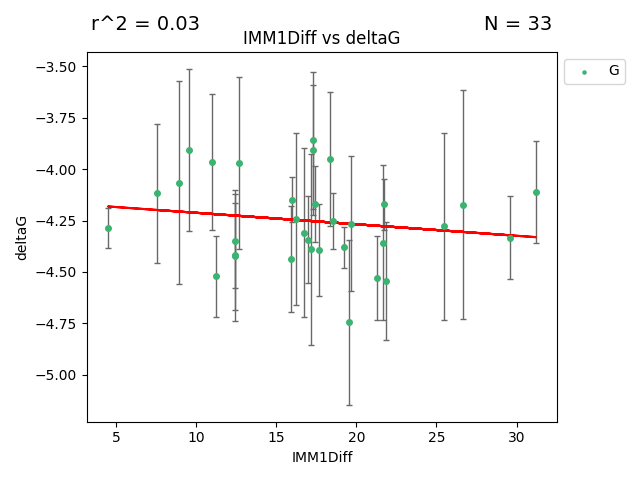 r^2 = 0.03
N = 33
IMM1Diff vs deltaG
G
−3.50
−3.75
−4.00
−4.25
−4.50
−4.75
−5.00
deltaG
5
10
15
20
25
30
IMM1Diff